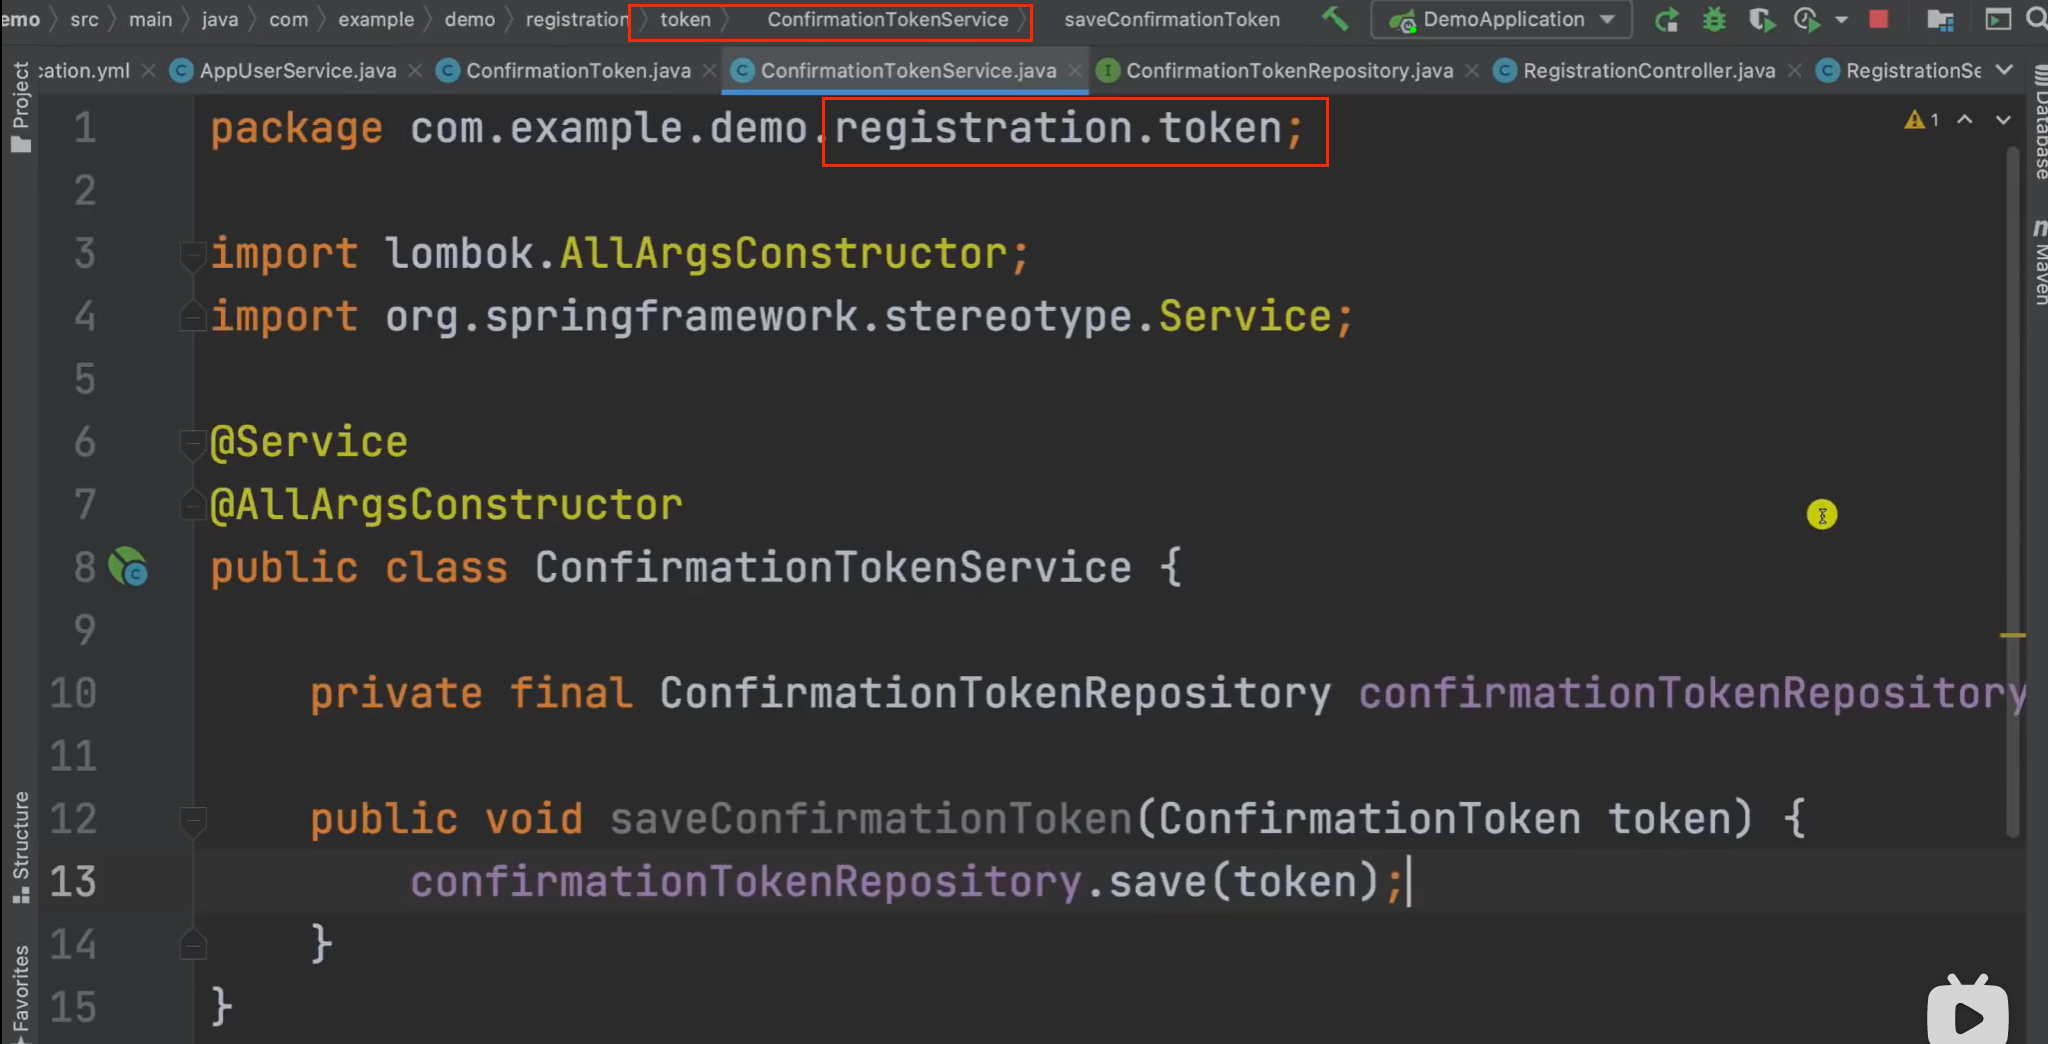 emo src main java com example demo registration token ConfirmationTokenService saveConfirmationToken DemoApplication
cation.yml AppUserService.java ConfirmationToken.java ConfirmationTokenService.java ConfirmationTokenRepository.java RegistrationController.java RegistrationSe
Project
Structure
Favorites
1 package com.example.demo.registration.token;
2
3 import lombok.AllArgsConstructor;
4 import org.springframework.stereotype.Service;
5
6 @Service
7 @AllArgsConstructor
8 public class ConfirmationTokenService {
9
10 private final ConfirmationTokenRepository confirmationTokenRepository
11
12 public void saveConfirmationToken(ConfirmationToken token) {
13 confirmationTokenRepository.save(token);
14 }
15 }
1
Database
Maven